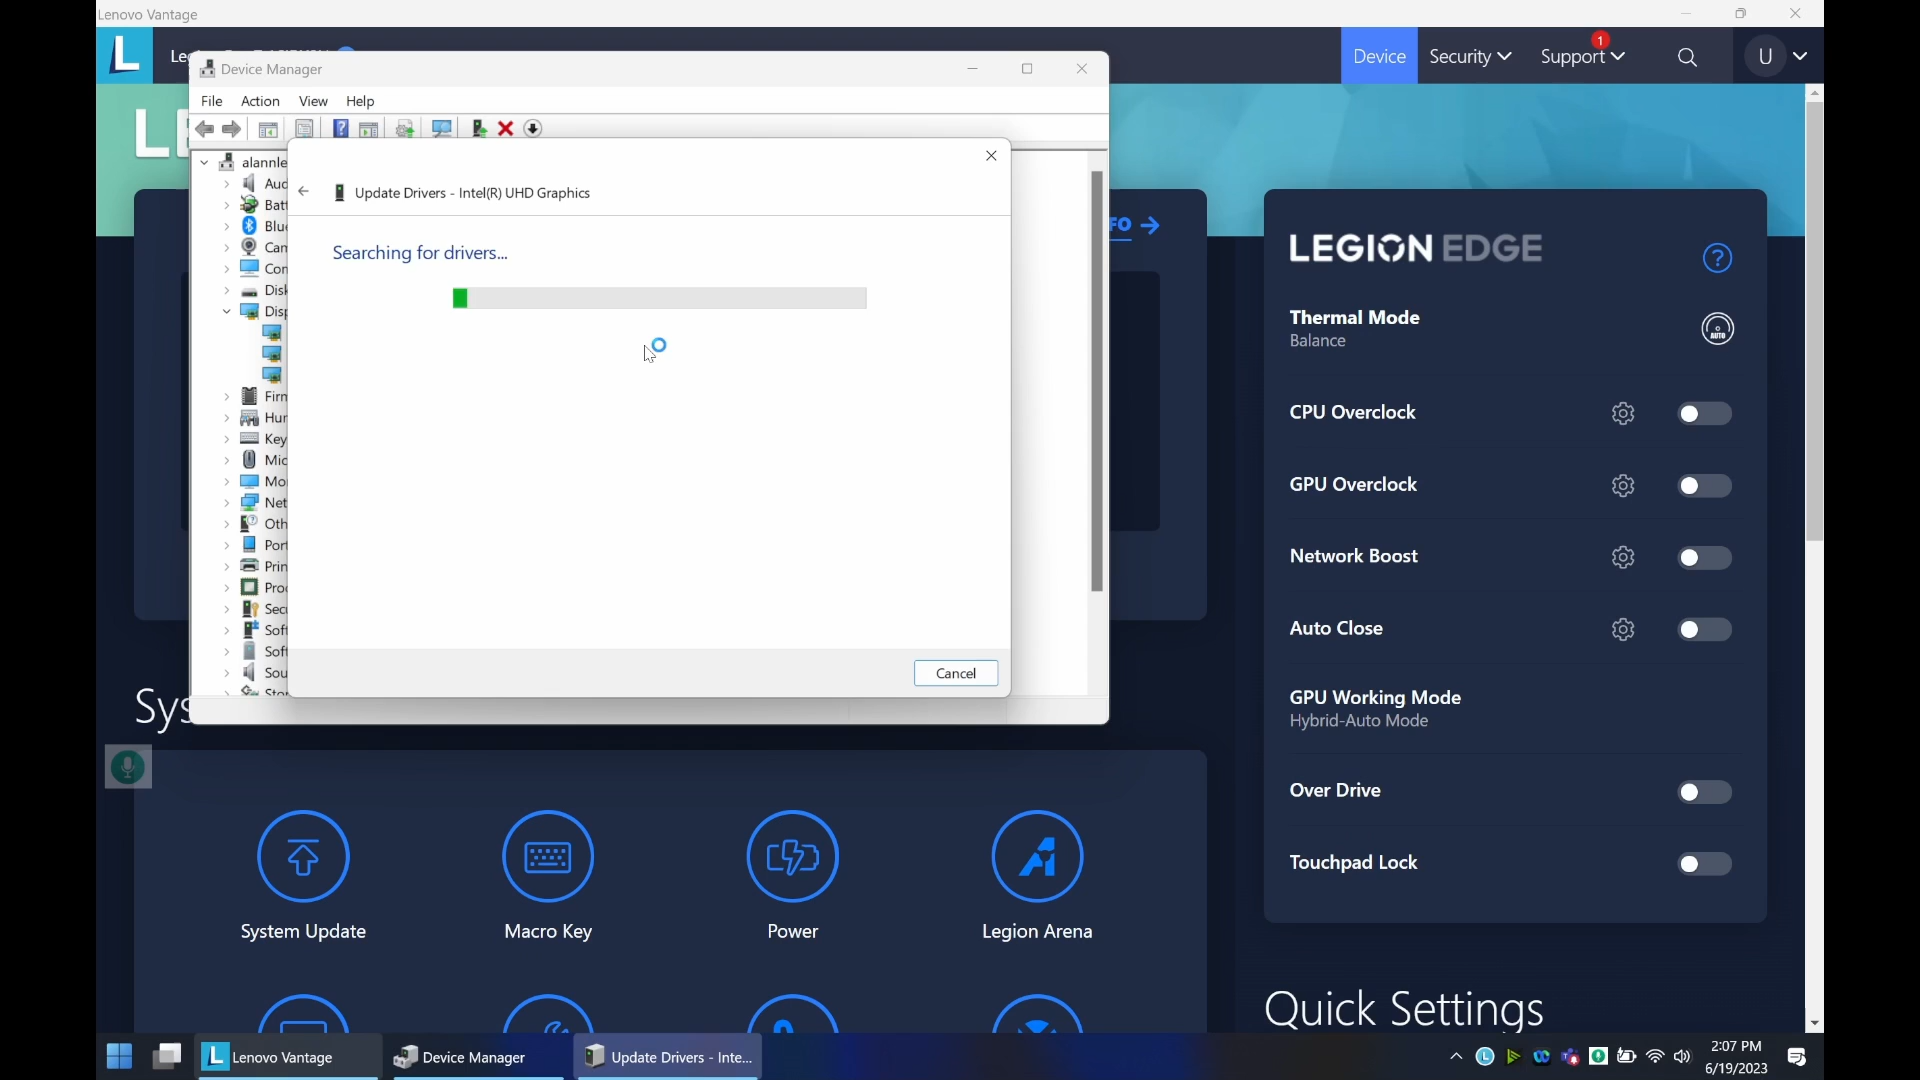 Lenovo Vantage
L
Device Manager
Device
Security
Support
1
U
File
Action
View
Help
Update Drivers - Intel(R) UHD Graphics
Searching for drivers...
Cancel
LEGION EDGE
?
Thermal Mode
Balance
AUTO
CPU Overclock
GPU Overclock
Network Boost
Auto Close
GPU Working Mode
Hybrid-Auto Mode
Over Drive
Touchpad Lock
System Update
Macro Key
Power
Legion Arena
Quick Settings
Lenovo Vantage
Device Manager
Update Drivers - Inte...
2:07 PM
6/19/2023